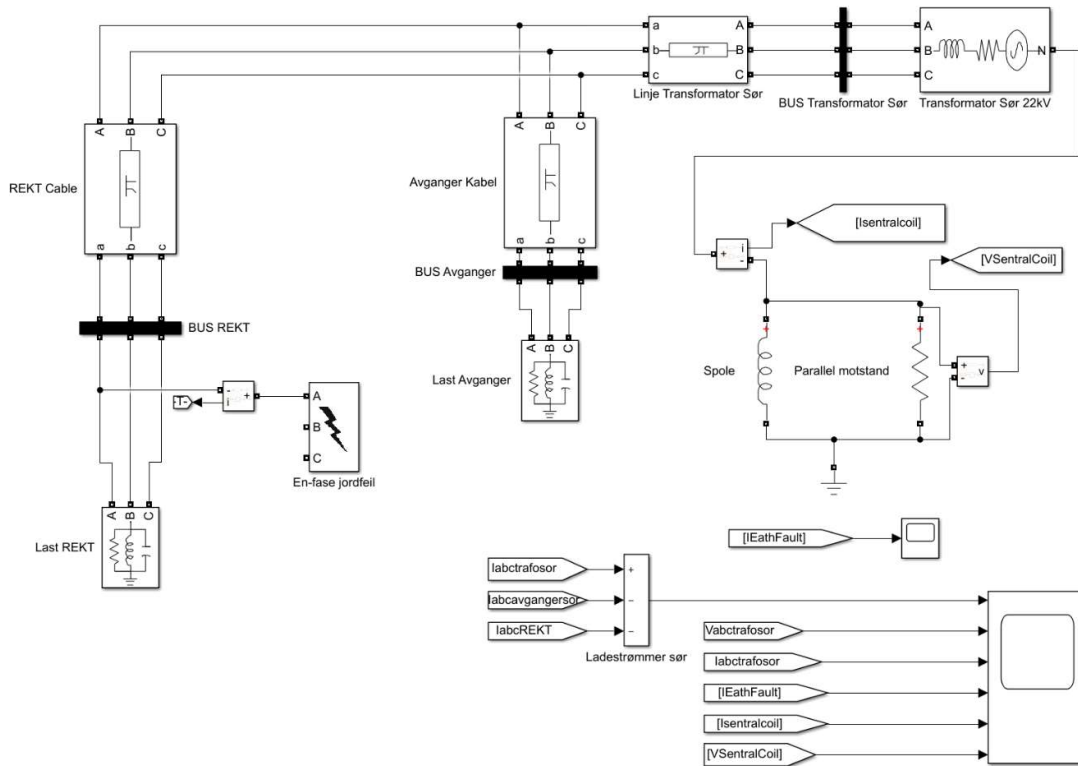 a
A
A
b
B
B
N
c
C
C
Linje Transformator Sør
BUS Transformator Sør
Transformator Sør 22kV
A
B
C
REKT Cable
a
b
c
A
B
C
Avganger Kabel
a
b
c
+
i
-
[Isentralcoil]
[VSentralCoil]
BUS Avganger
BUS REKT
A
B
C
Last Avganger
Spole
Parallel motstand
+
+
+
-
v
-
i
+
-T-
A
B
C
En-fase jordfeil
A
B
C
Last REKT
[IEathFault]
Iabctrafosor
+
Iabcavgangersor
−
IabcREKT
−
Ladestrømmer sør
Vabctrafosor
Iabctrafosor
[IEathFault]
[Isentralcoil]
[VSentralCoil]